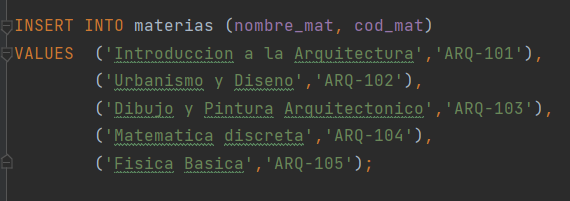 INSERT INTO materias (nombre_mat, cod_mat)
VALUES  ('Introduccion a la Arquitectura','ARQ-101'),
('Urbanismo y Diseno','ARQ-102'),
('Dibujo y Pintura Arquitectonico','ARQ-103'),
('Matematica discreta','ARQ-104'),
('Fisica Basica','ARQ-105');